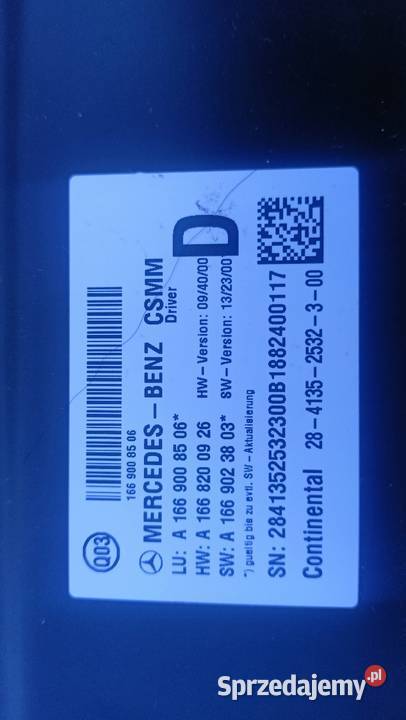 Q03
166 900 85 06
MERCEDES-BENZ CSMM
Driver
D
LU: A 166 900 85 06*
HW: A 166 820 09 26 HW-Version: 09/40/00
SW: A 166 902 38 03* SW-Version: 13/23/00
*) gueltig bis zu evtl. SW-Aktualisierung
SN: 2841352532300B1882400117
Continental 28-4135-2532-3-00
Sprzedajemy.pl